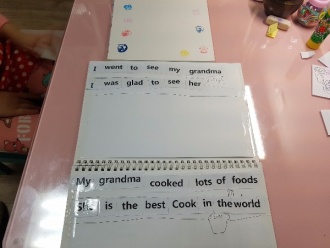 I went to see my grandma
I was glad to see her
My grandma cooked lots of foods
She is the best Cook in the world